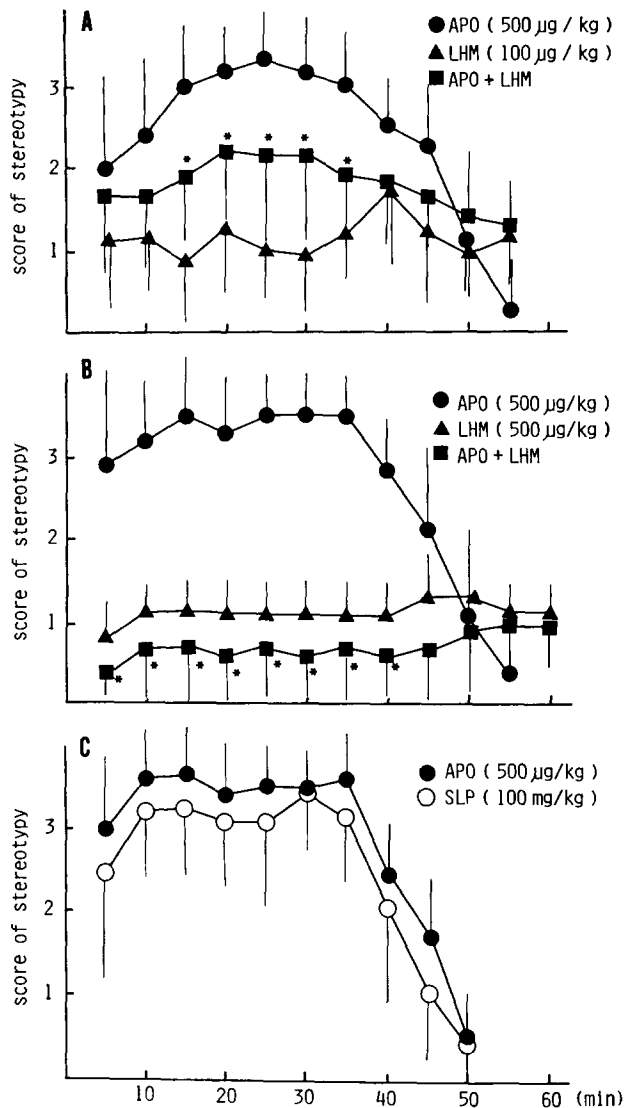 A
APO (500 µg / kg)
LHM (100 µg/kg)
APO + LHM
score of stereotypy
3
2
1
* * * * *
B
APO (500 µg/kg)
LHM (500 µg/kg)
APO + LHM
score of stereotypy
3
2
1
* * * * * * * *
C
APO (500 µg/kg)
SLP (100 mg/kg)
score of stereotypy
3
2
1
10 20 30 40 50 60 (min)